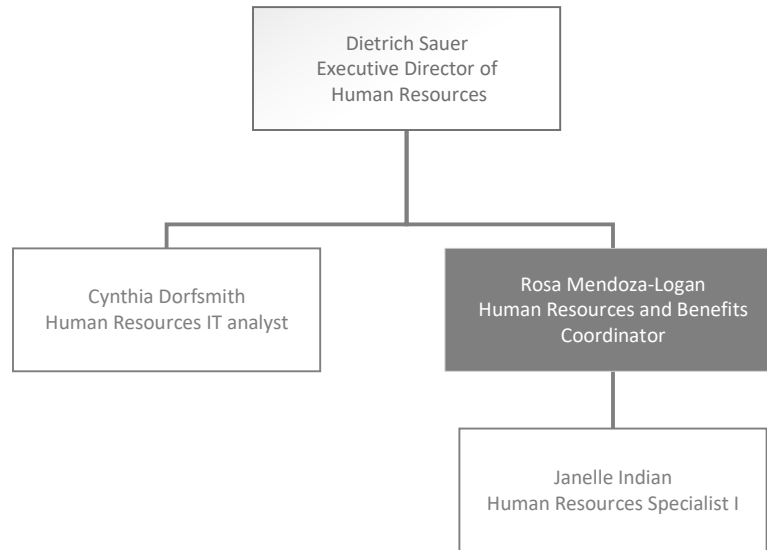 Dietrich Sauer
Executive Director of
Human Resources
Cynthia Dorfsmith
Human Resources IT analyst
Rosa Mendoza-Logan
Human Resources and Benefits
Coordinator
Janelle Indian
Human Resources Specialist I